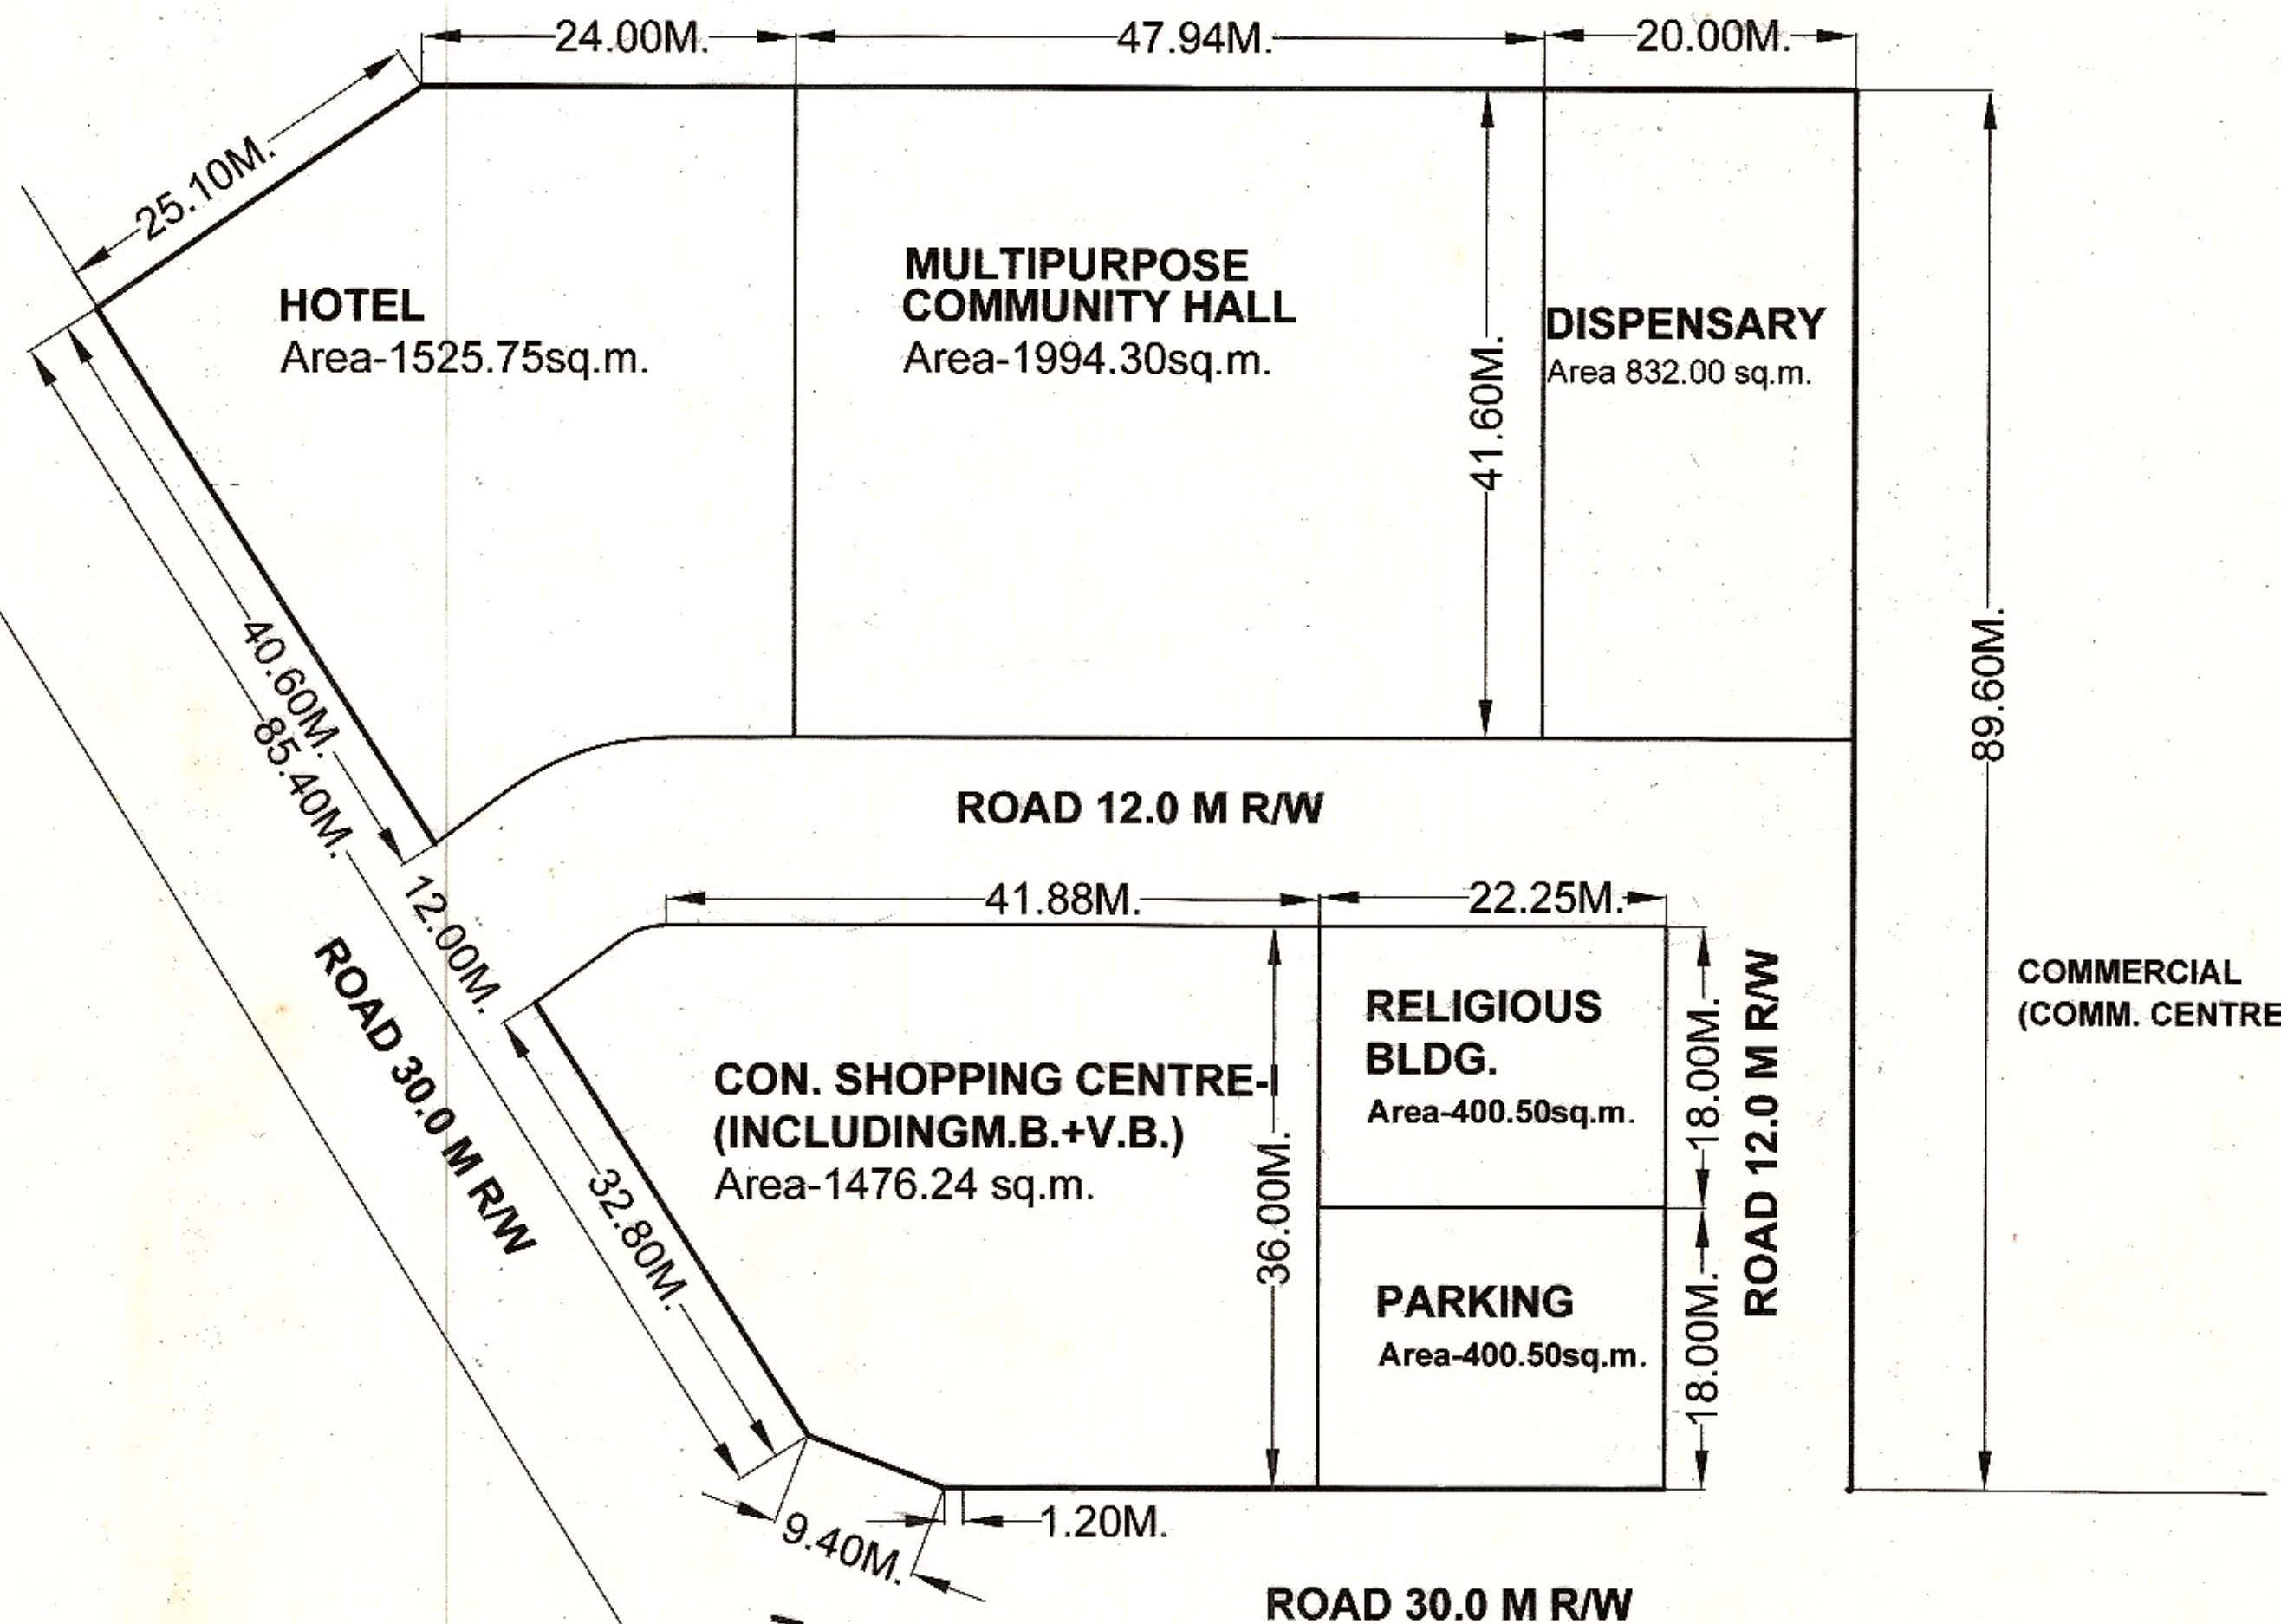 24.00M.
47.94M.
20.00M.
25.10M.
HOTEL
Area-1525.75sq.m.
MULTIPURPOSE
COMMUNITY HALL
Area-1994.30sq.m.
41.60M.
DISPENSARY
Area 832.00 sq.m.
89.60M.
40.60M.
85.40M.
12.00M.
ROAD 12.0 M R/W
41.88M.
22.25M.
ROAD 30.0 M R/W
CON. SHOPPING CENTRE-I
(INCLUDINGM.B.+V.B.)
Area-1476.24 sq.m.
36.00M.
RELIGIOUS
BLDG.
Area-400.50sq.m.
18.00M.
ROAD 12.0 M R/W
COMMERCIAL
(COMM. CENTRE
32.80M.
PARKING
Area-400.50sq.m.
18.00M.
9.40M.
1.20M.
ROAD 30.0 M R/W